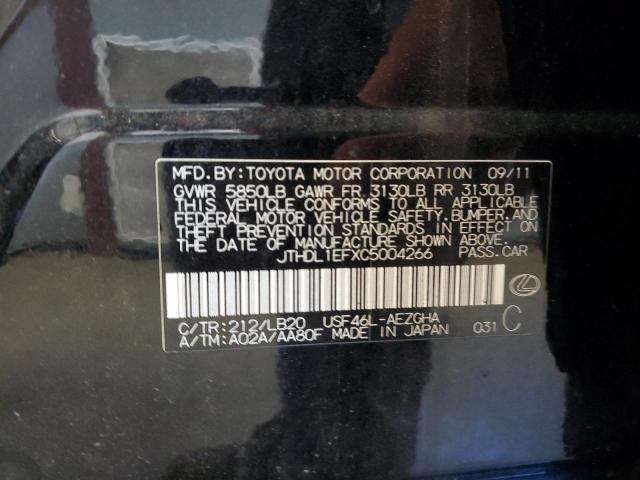 MFD. BY: TOYOTA MOTOR CORPORATION 09/11
GVWR 5850LB GAWR FR 3130LB RR 3130LB
THIS VEHICLE CONFORMS TO ALL APPLICABLE
FEDERAL MOTOR VEHICLE SAFETY, BUMPER, AND
THEFT PREVENTION STANDARDS IN EFFECT ON
THE DATE OF MANUFACTURE SHOWN ABOVE.
JTHDL1EFXC5004266 PASS. CAR
C/TR: 212/LB20 USF46L-AEZGHA
A/TM: A02A/AA80F MADE IN JAPAN 031 C